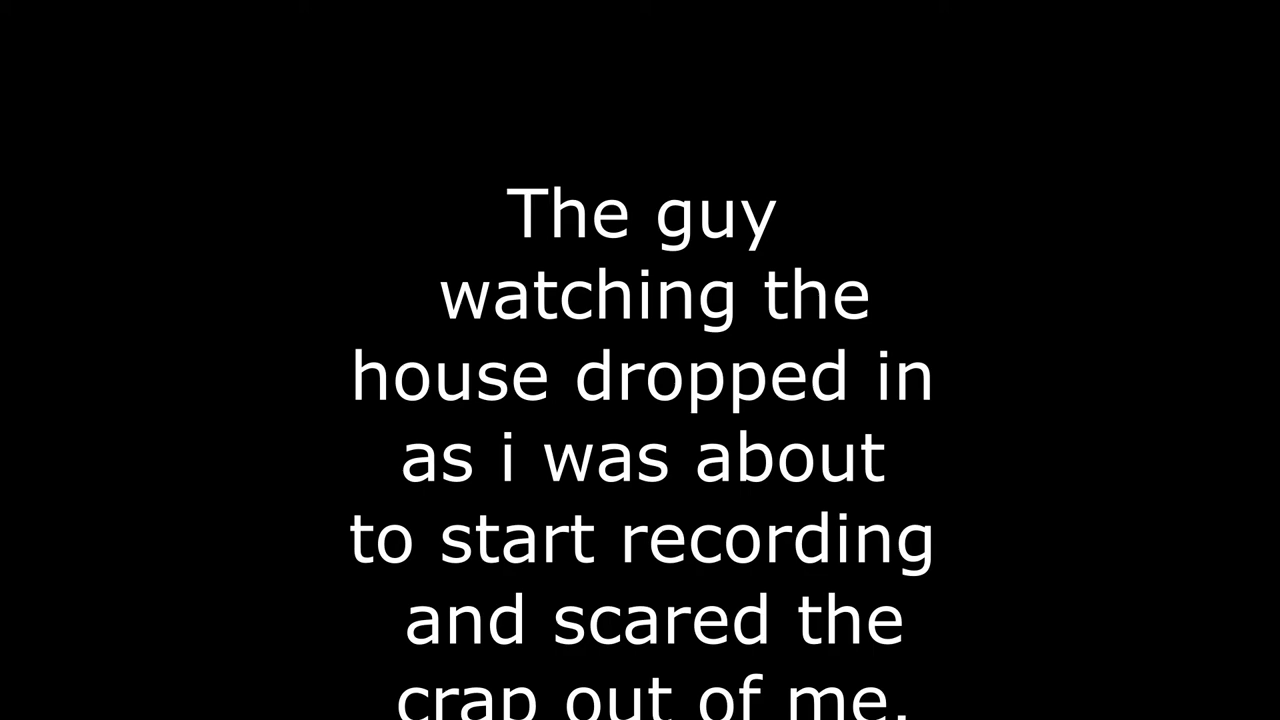 The guy
watching the
house dropped in
as i was about
to start recording
and scared the
crap out of me.